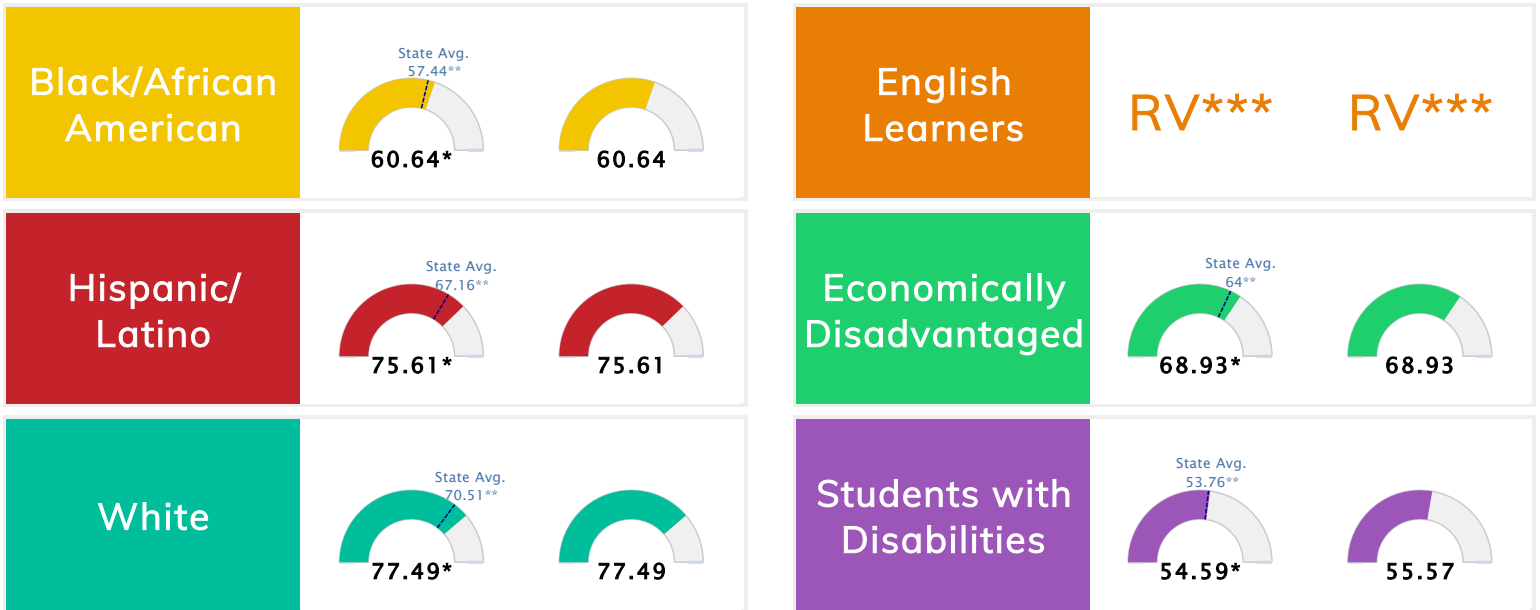 Black/African
American
State Avg.
57.44**
60.64*
60.64
English
Learners
RV***
RV***
Hispanic/
Latino
State Avg.
67.16**
75.61*
75.61
Economically
Disadvantaged
State Avg.
64**
68.93*
68.93
White
State Avg.
70.51**
77.49*
77.49
Students with
Disabilities
State Avg.
53.76**
54.59*
55.57